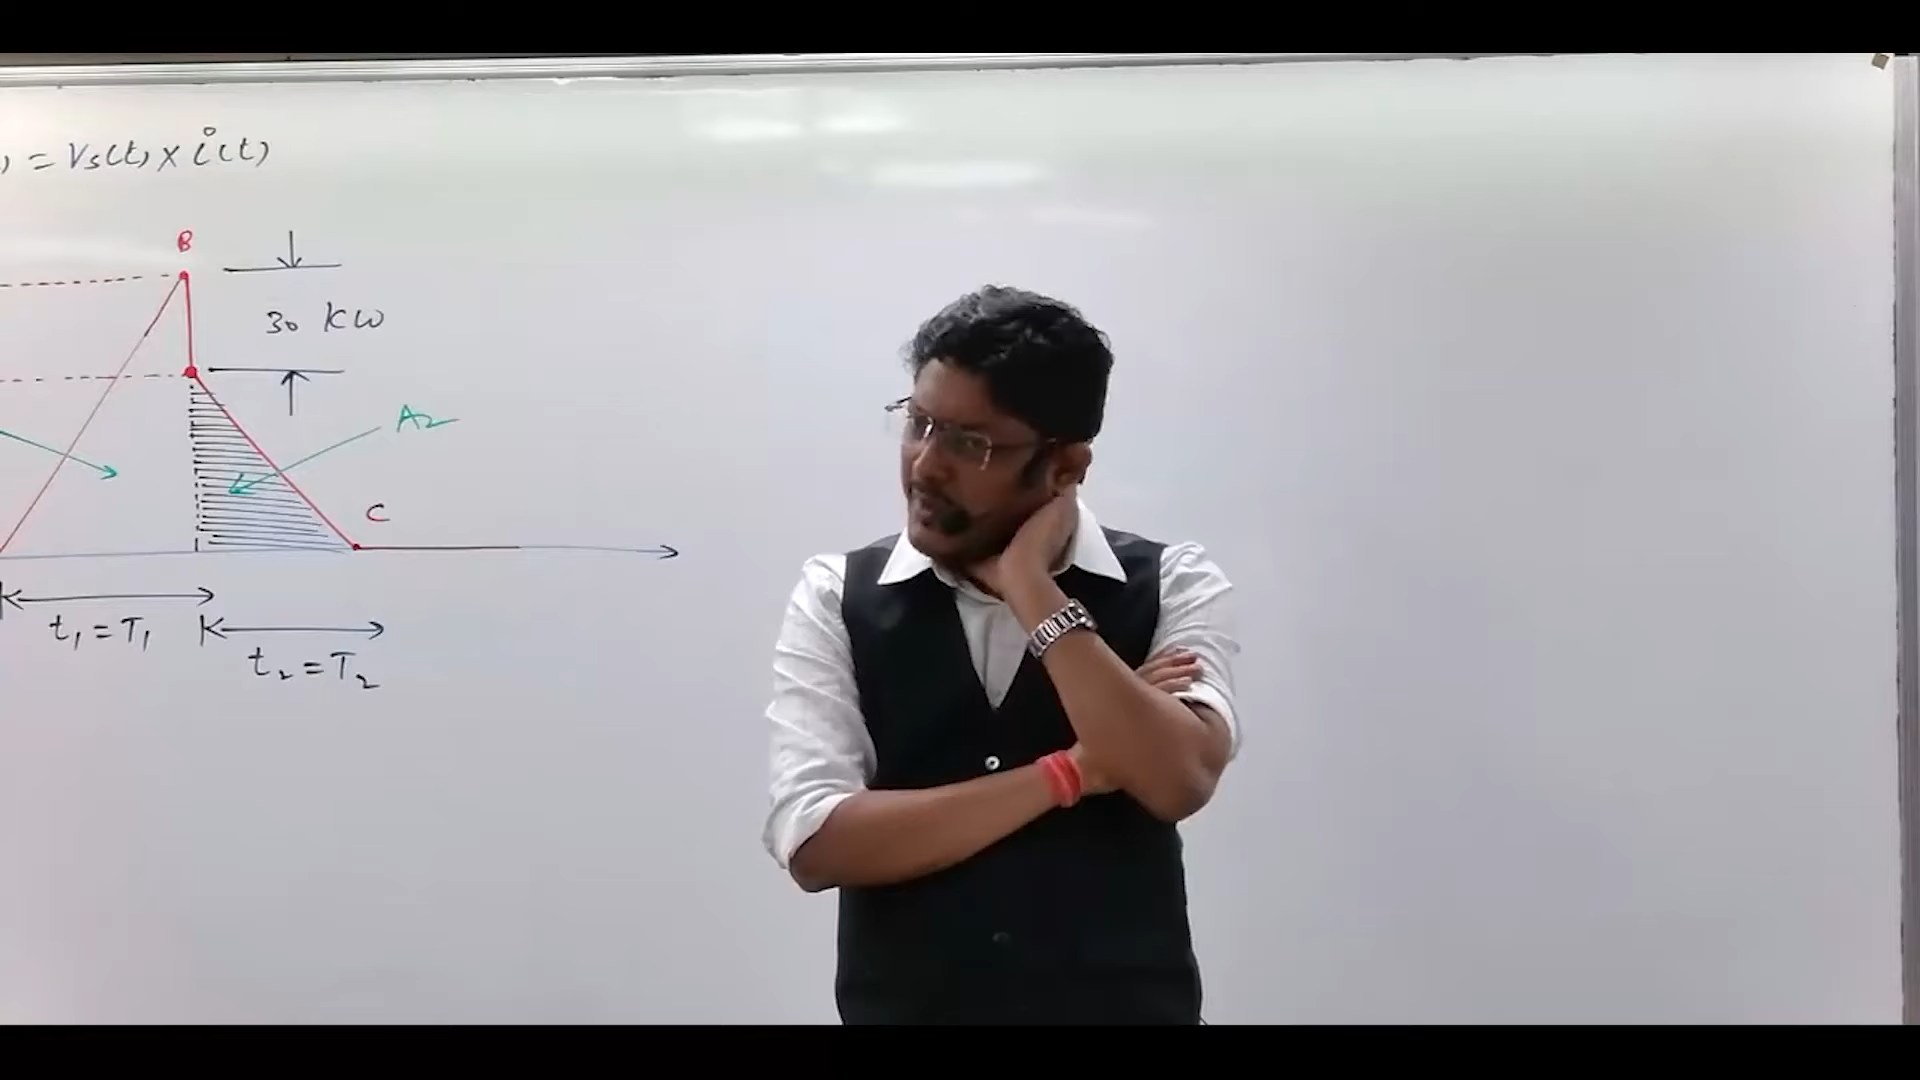 ) = Vs(t) × i(t)
B
30 KW
A2
C
t₁ = T₁
t₂ = T₂